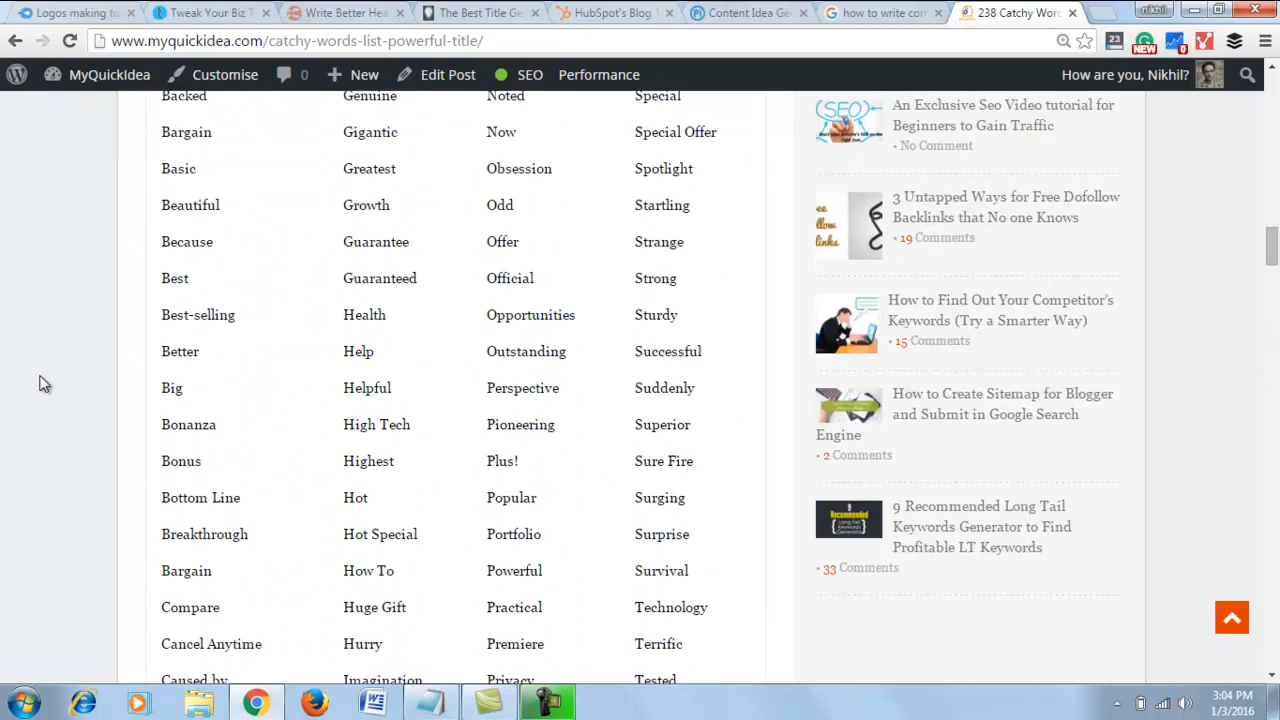 Logos making tu
Tweak Your Biz T
Write Better Hea
The Best Title Ge
HubSpot's Blog T
Content Idea Ge
how to write com
238 Catchy Word
nikhil
www.myquickidea.com/catchy-words-list-powerful-title/
23
NEW
0
MyQuickIdea
Customise
0
New
Edit Post
SEO
Performance
How are you, Nikhil?
Backed Genuine Noted Special
Bargain Gigantic Now Special Offer
Basic Greatest Obsession Spotlight
Beautiful Growth Odd Startling
Because Guarantee Offer Strange
Best Guaranteed Official Strong
Best-selling Health Opportunities Sturdy
Better Help Outstanding Successful
Big Helpful Perspective Suddenly
Bonanza High Tech Pioneering Superior
Bonus Highest Plus! Sure Fire
Bottom Line Hot Popular Surging
Breakthrough Hot Special Portfolio Surprise
Bargain How To Powerful Survival
Compare Huge Gift Practical Technology
Cancel Anytime Hurry Premiere Terrific
Caused by Imagination Privacy Tested
SEO
An Exclusive Seo Video tutorial for
Beginners to Gain Traffic
• No Comment
3 Untapped Ways for Free Dofollow
Backlinks that No one Knows
• 19 Comments
How to Find Out Your Competitor's
Keywords (Try a Smarter Way)
• 15 Comments
How to Create Sitemap for Blogger
and Submit in Google Search
Engine
• 2 Comments
Recommended
9 Recommended Long Tail
Keywords Generator to Find
Profitable LT Keywords
• 33 Comments
3:04 PM
1/3/2016